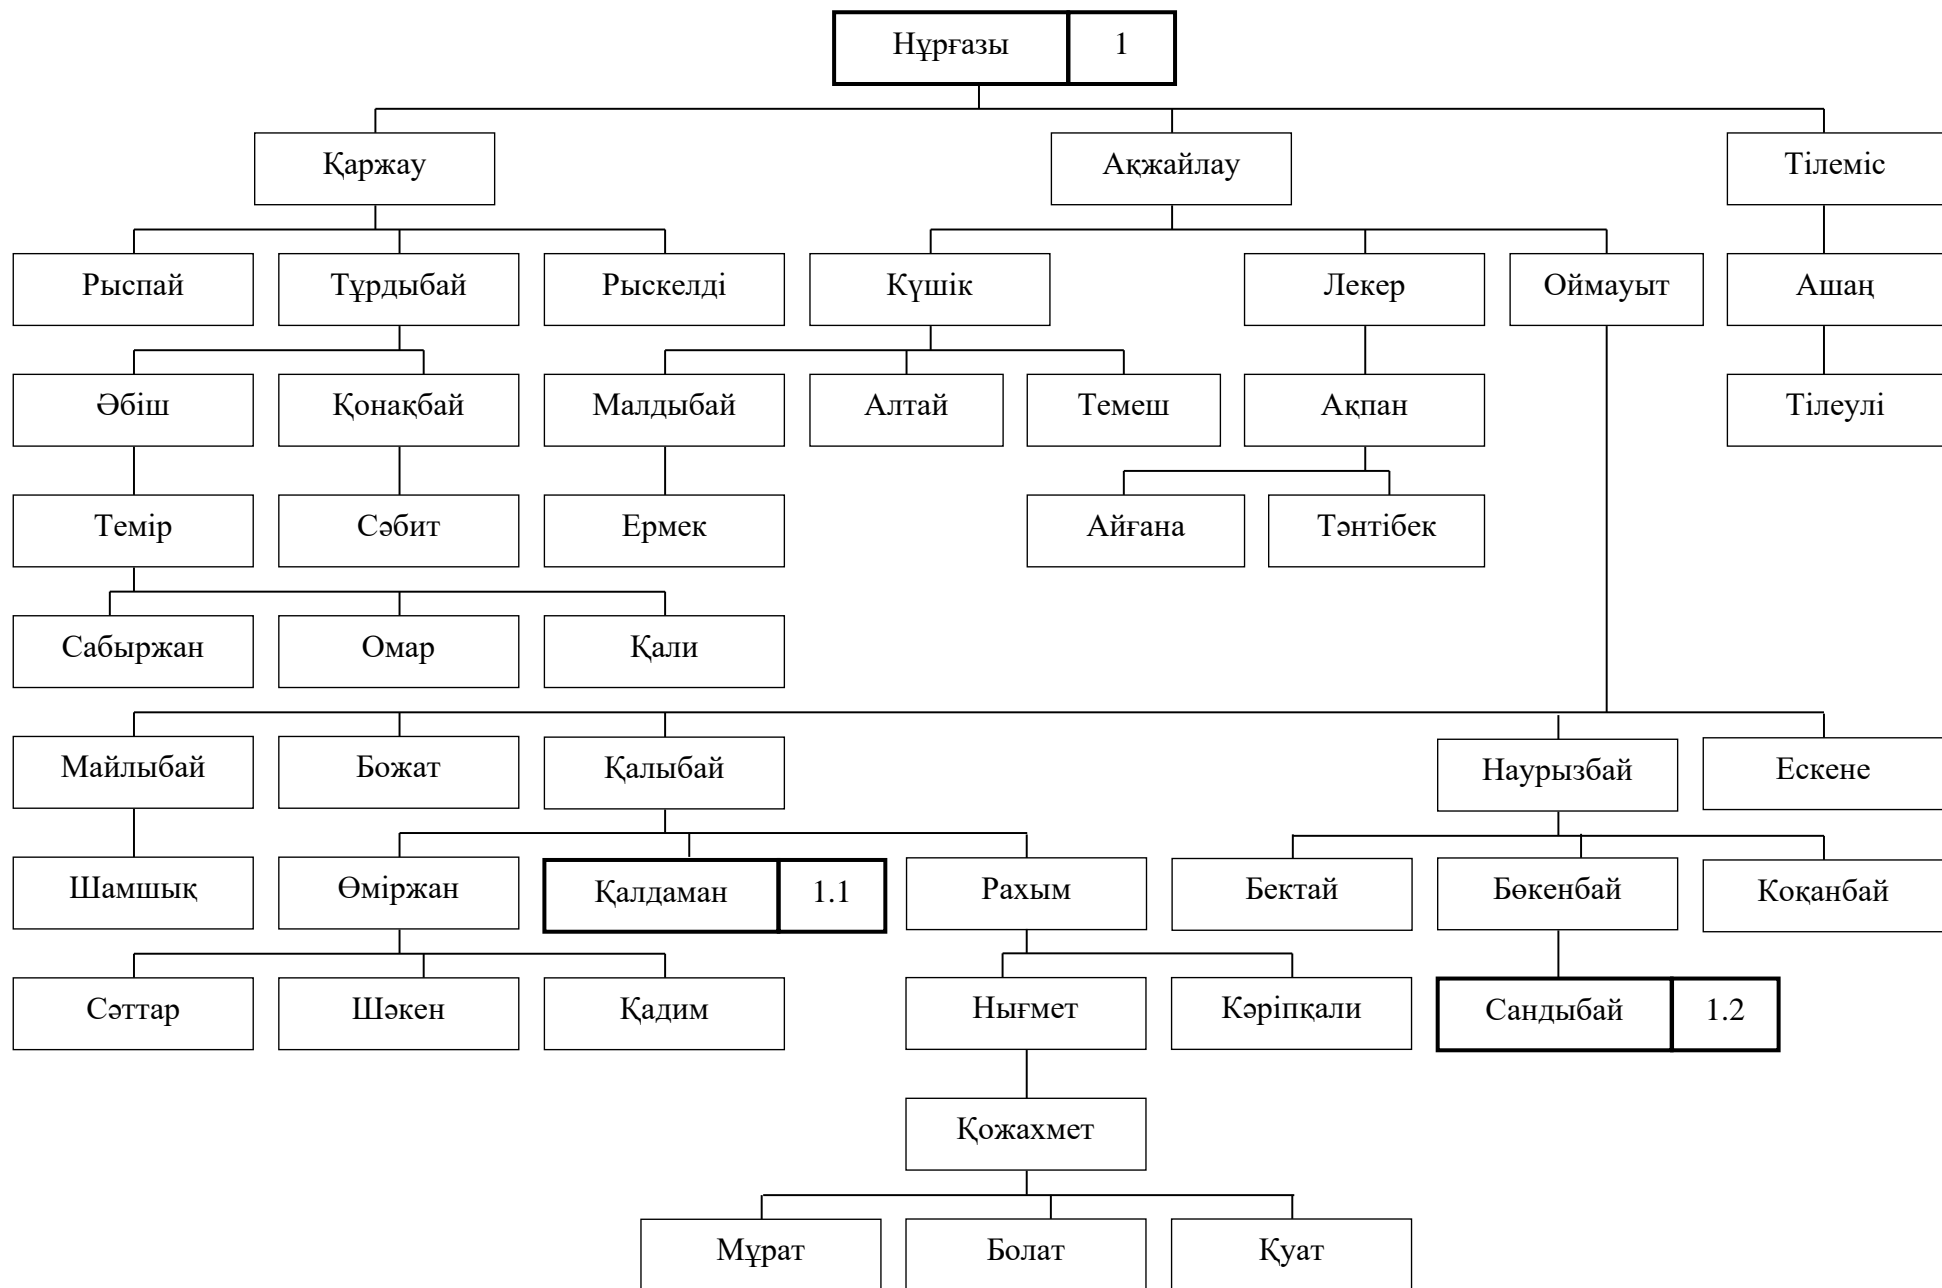 Нұрғазы 1
Қаржау Ақжайлау Тілеміс
Рыспай Тұрдыбай Рыскелді Күшік Лекер Оймауыт Ашаң
Әбіш Қонақбай Малдыбай Алтай Темеш Ақпан Тілеулі
Темір Сәбит Ермек Айғана Тәнтібек
Сабыржан Омар Қали
Майлыбай Божат Қалыбай Наурызбай Ескене
Шамшық Өміржан Қалдаман 1.1 Рахым Бектай Бөкенбай Коқанбай
Сәттар Шәкен Қадим Нығмет Кәріпқали Сандыбай 1.2
Қожахмет
Мұрат Болат Қуат